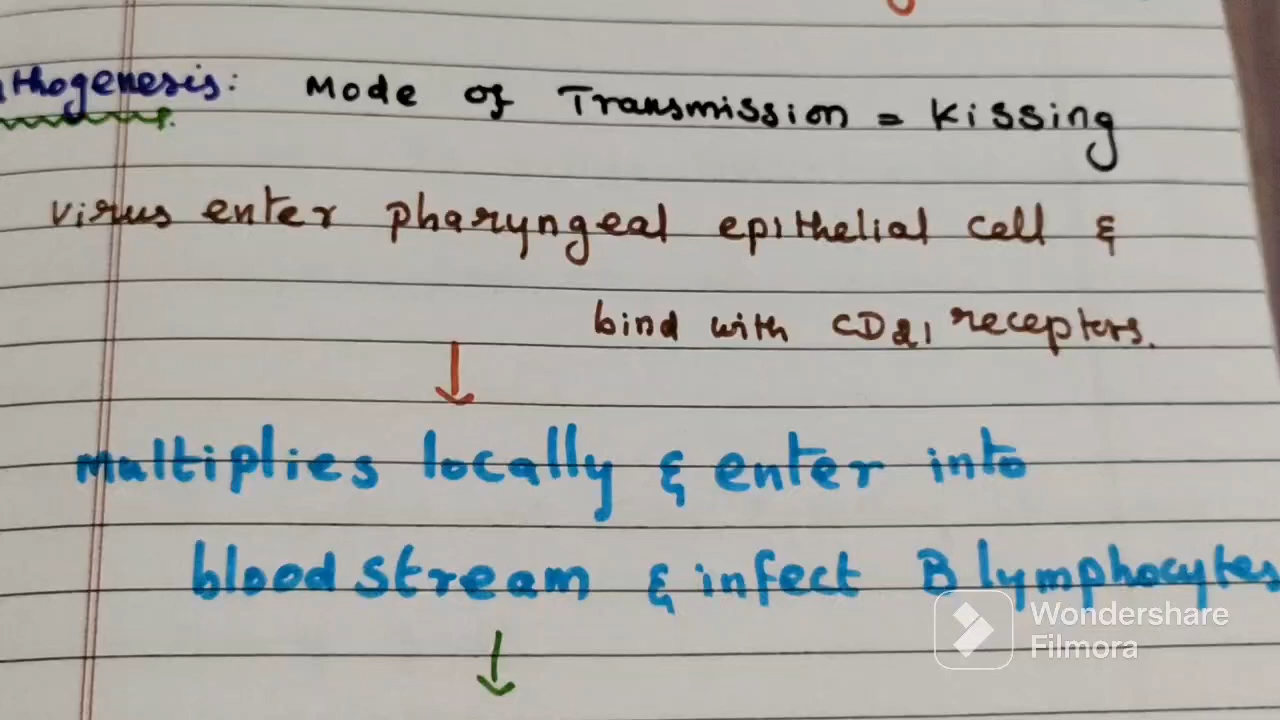 thogenesis: Mode of Transmission = Kissing
virus enter pharyngeal epithelial cell &
bind with CD21 receptors.
↓
Multiplies locally & enter into
blood stream & infect B lymphocytes
↓
Wondershare
Filmora